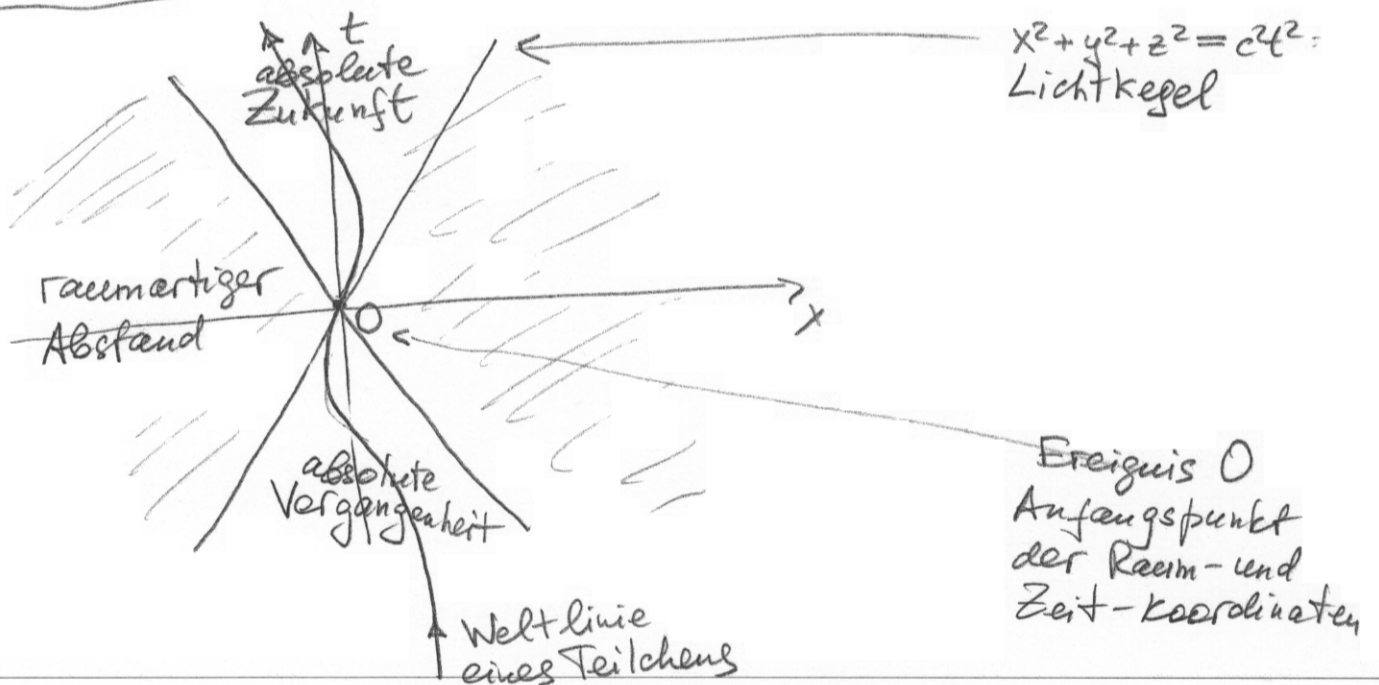 t
absolute
Zukunft
x² + y² + z² = c²t² :
Lichtkegel
raumartiger
Abstand
O
x
absolute
Vergangenheit
Ereignis O
Anfangspunkt
der Raum- und
Zeit-Koordinaten
Weltlinie
eines Teilchens